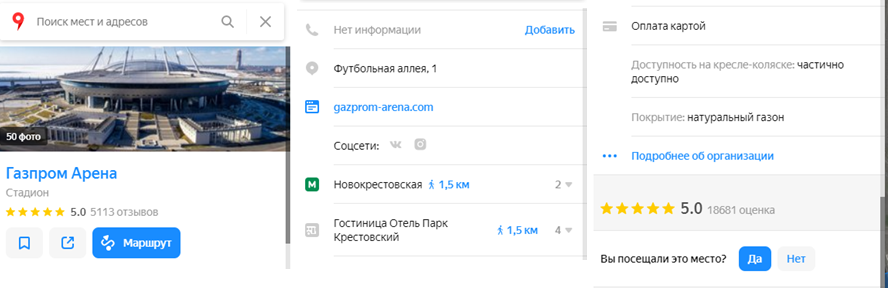 Поиск мест и адресов
50 фото
Газпром Арена
Стадион
5.0 5113 отзывов
Маршрут
Нет информации Добавить
Футбольная аллея, 1
gazprom-arena.com
Соцсети:
Новокрестовская 1,5 км 2
Гостиница Отель Парк
Крестовский 1,5 км 4
Оплата картой
Доступность на кресле-коляске: частично
доступно
Покрытие: натуральный газон
Подробнее об организации
5.0 18681 оценка
Вы посещали это место? Да Нет